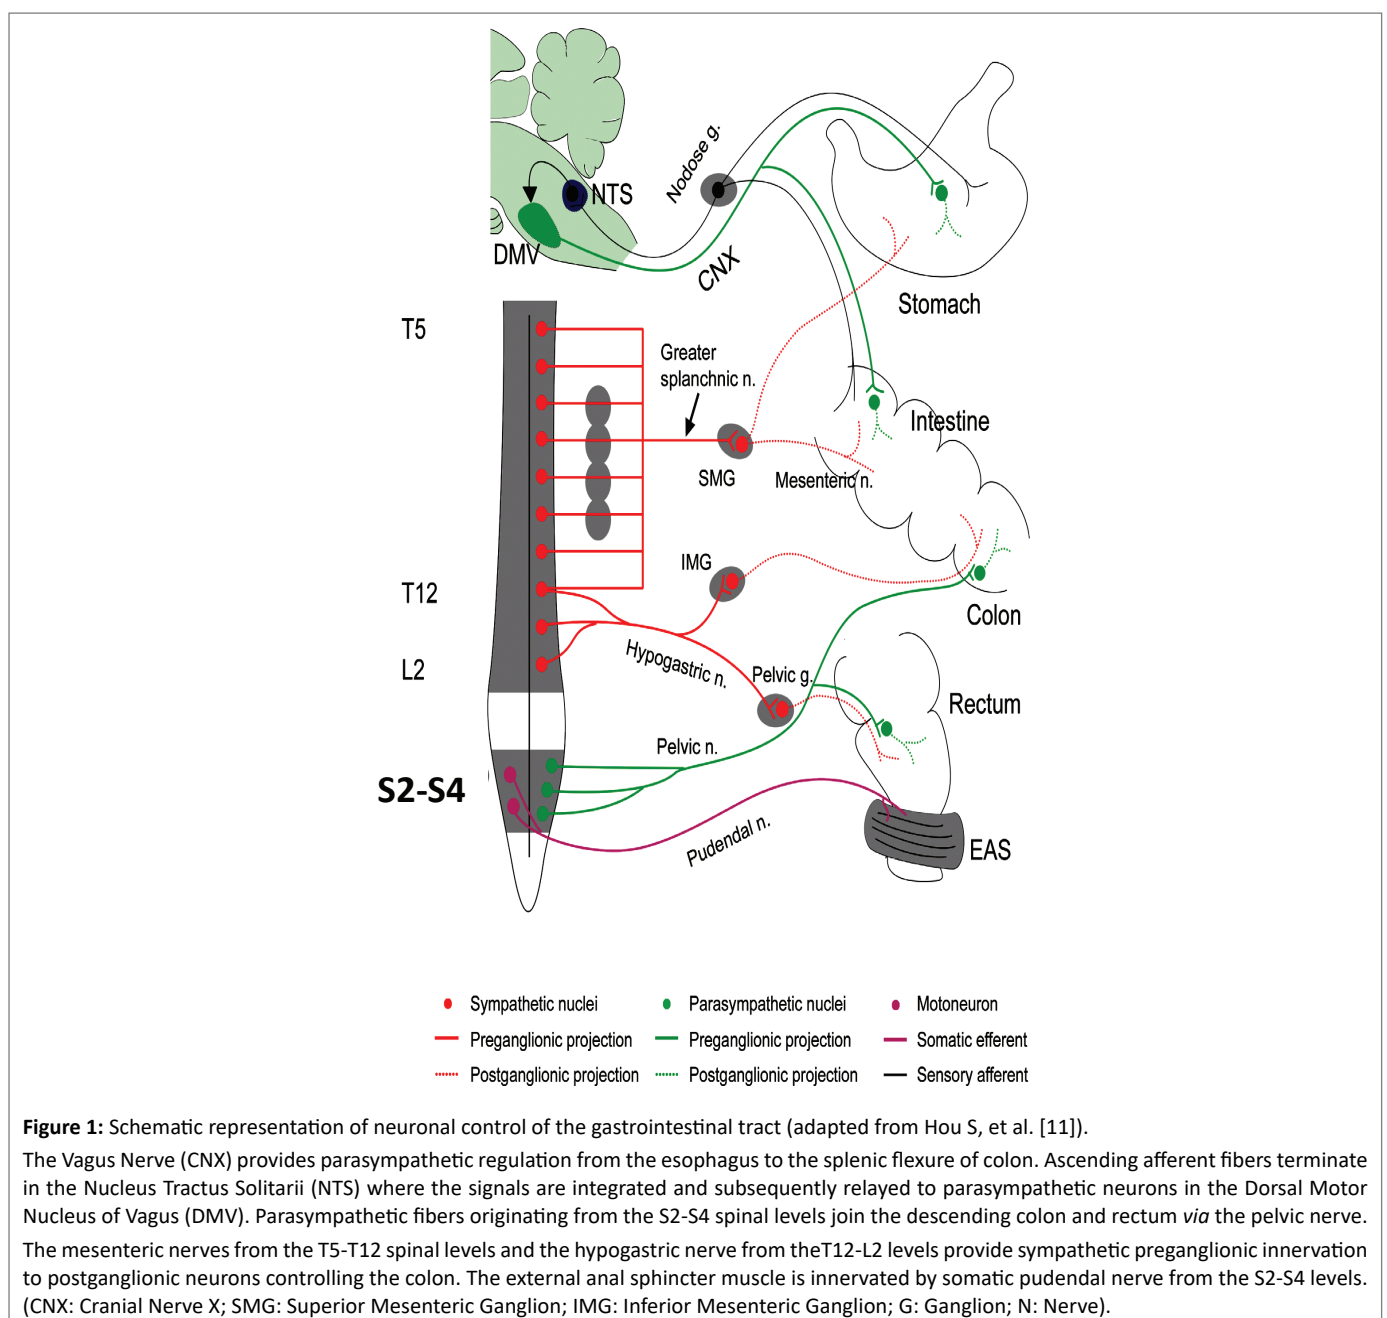 Nodose g.
NTS
DMV
CNX
Stomach
T5
Greater
splanchnic n.
Intestine
SMG
Mesenteric n.
IMG
T12
Colon
Hypogastric n.
L2
Pelvic g.
Rectum
Pelvic n.
S2-S4
Pudendal n.
EAS
Sympathetic nuclei
Parasympathetic nuclei
Motoneuron
Preganglionic projection
Preganglionic projection
Somatic efferent
Postganglionic projection
Postganglionic projection
Sensory afferent
Figure 1: Schematic representation of neuronal control of the gastrointestinal tract (adapted from Hou S, et al. [11]).
The Vagus Nerve (CNX) provides parasympathetic regulation from the esophagus to the splenic flexure of colon. Ascending afferent fibers terminate
in the Nucleus Tractus Solitarii (NTS) where the signals are integrated and subsequently relayed to parasympathetic neurons in the Dorsal Motor
Nucleus of Vagus (DMV). Parasympathetic fibers originating from the S2-S4 spinal levels join the descending colon and rectum via the pelvic nerve.
The mesenteric nerves from the T5-T12 spinal levels and the hypogastric nerve from theT12-L2 levels provide sympathetic preganglionic innervation
to postganglionic neurons controlling the colon. The external anal sphincter muscle is innervated by somatic pudendal nerve from the S2-S4 levels.
(CNX: Cranial Nerve X; SMG: Superior Mesenteric Ganglion; IMG: Inferior Mesenteric Ganglion; G: Ganglion; N: Nerve).